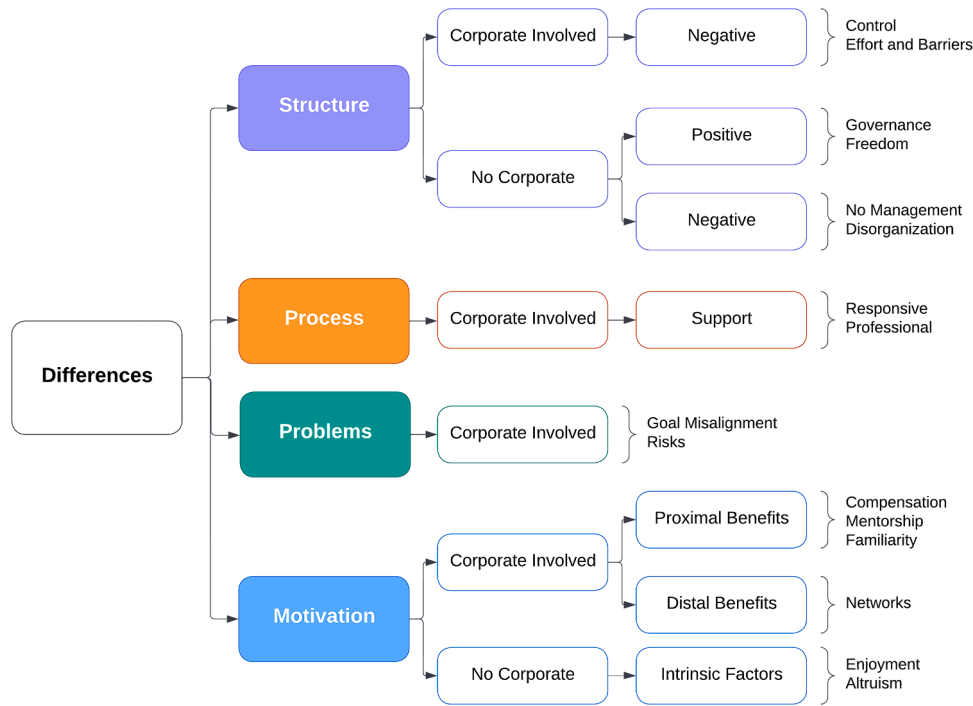 Differences
Structure
Corporate Involved
Negative
Control
Effort and Barriers
No Corporate
Positive
Governance
Freedom
Negative
No Management
Disorganization
Process
Corporate Involved
Support
Responsive
Professional
Problems
Corporate Involved
Goal Misalignment
Risks
Motivation
Corporate Involved
Proximal Benefits
Compensation
Mentorship
Familiarity
Distal Benefits
Networks
No Corporate
Intrinsic Factors
Enjoyment
Altruism